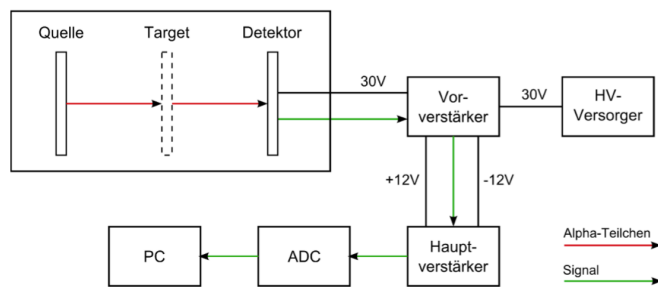 Quelle
Target
Detektor
30V
Vor-
verstärker
30V
HV-
Versorger
+12V
-12V
PC
ADC
Haupt-
verstärker
Alpha-Teilchen
Signal